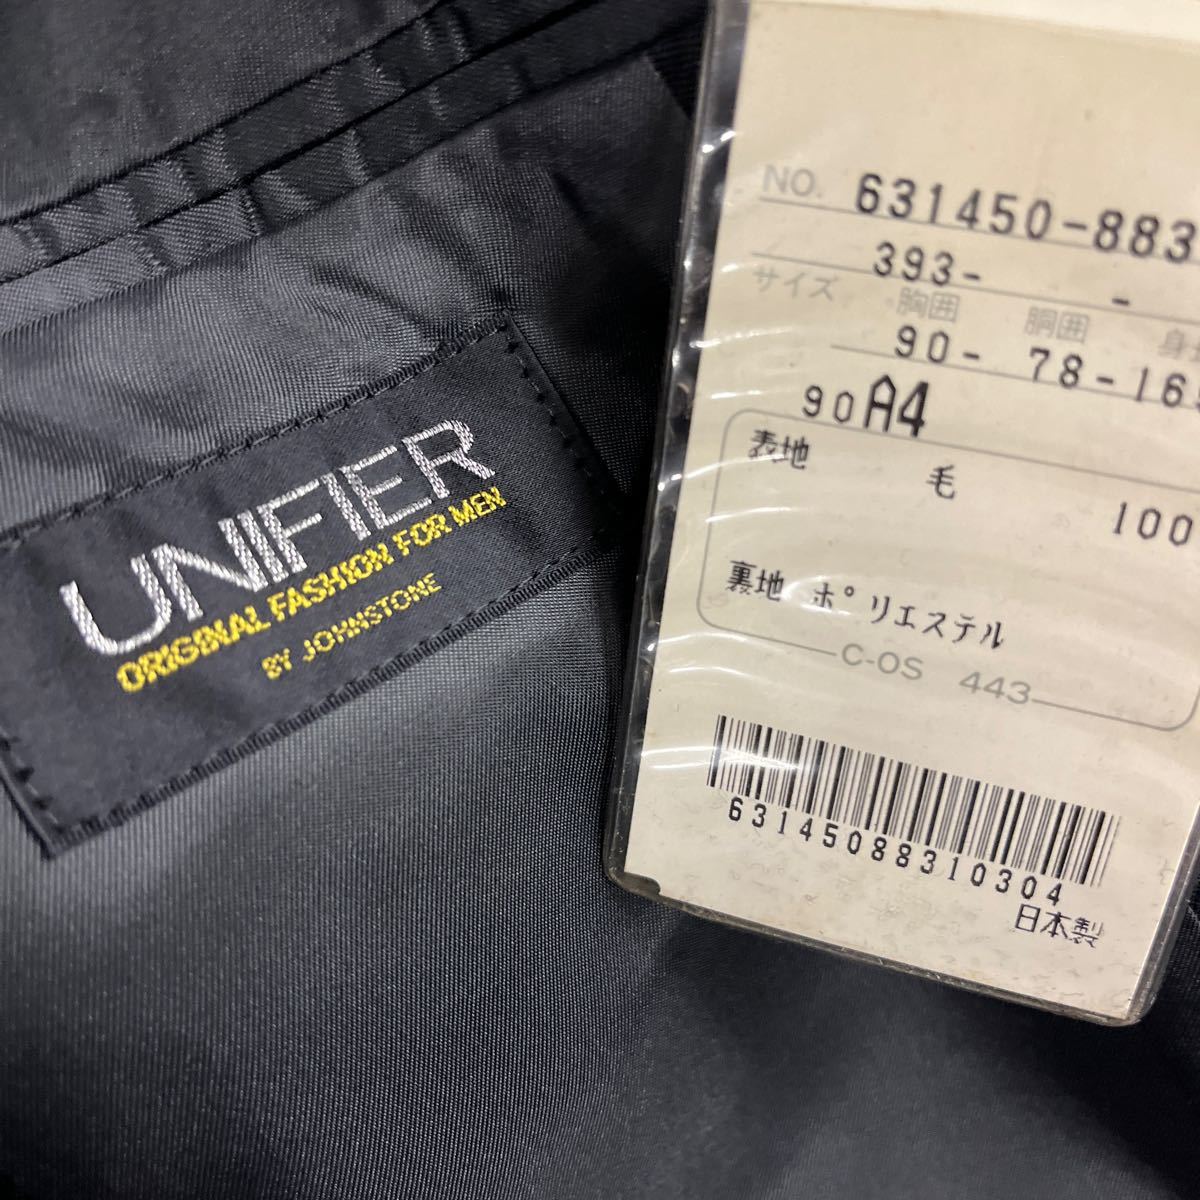 UNIFIER
ORIGINAL FASHION FOR MEN
BY JOHNSTONE
NO. 631450-883
393- -
サイズ 胸囲 胴囲
90- 78-165
90A4
表地 毛 100
裏地 ポリエステル
C-OS 443
63145088310304
日本製